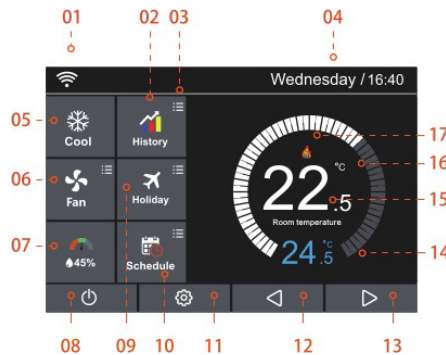 01
02
03
04
Wednesday / 16:40
05
Cool
History
17
16
°C
06
Fan
Holiday
22.5
15
Room temperature
07
45%
Schedule
24.5
°C
14
08
09
10
11
12
13